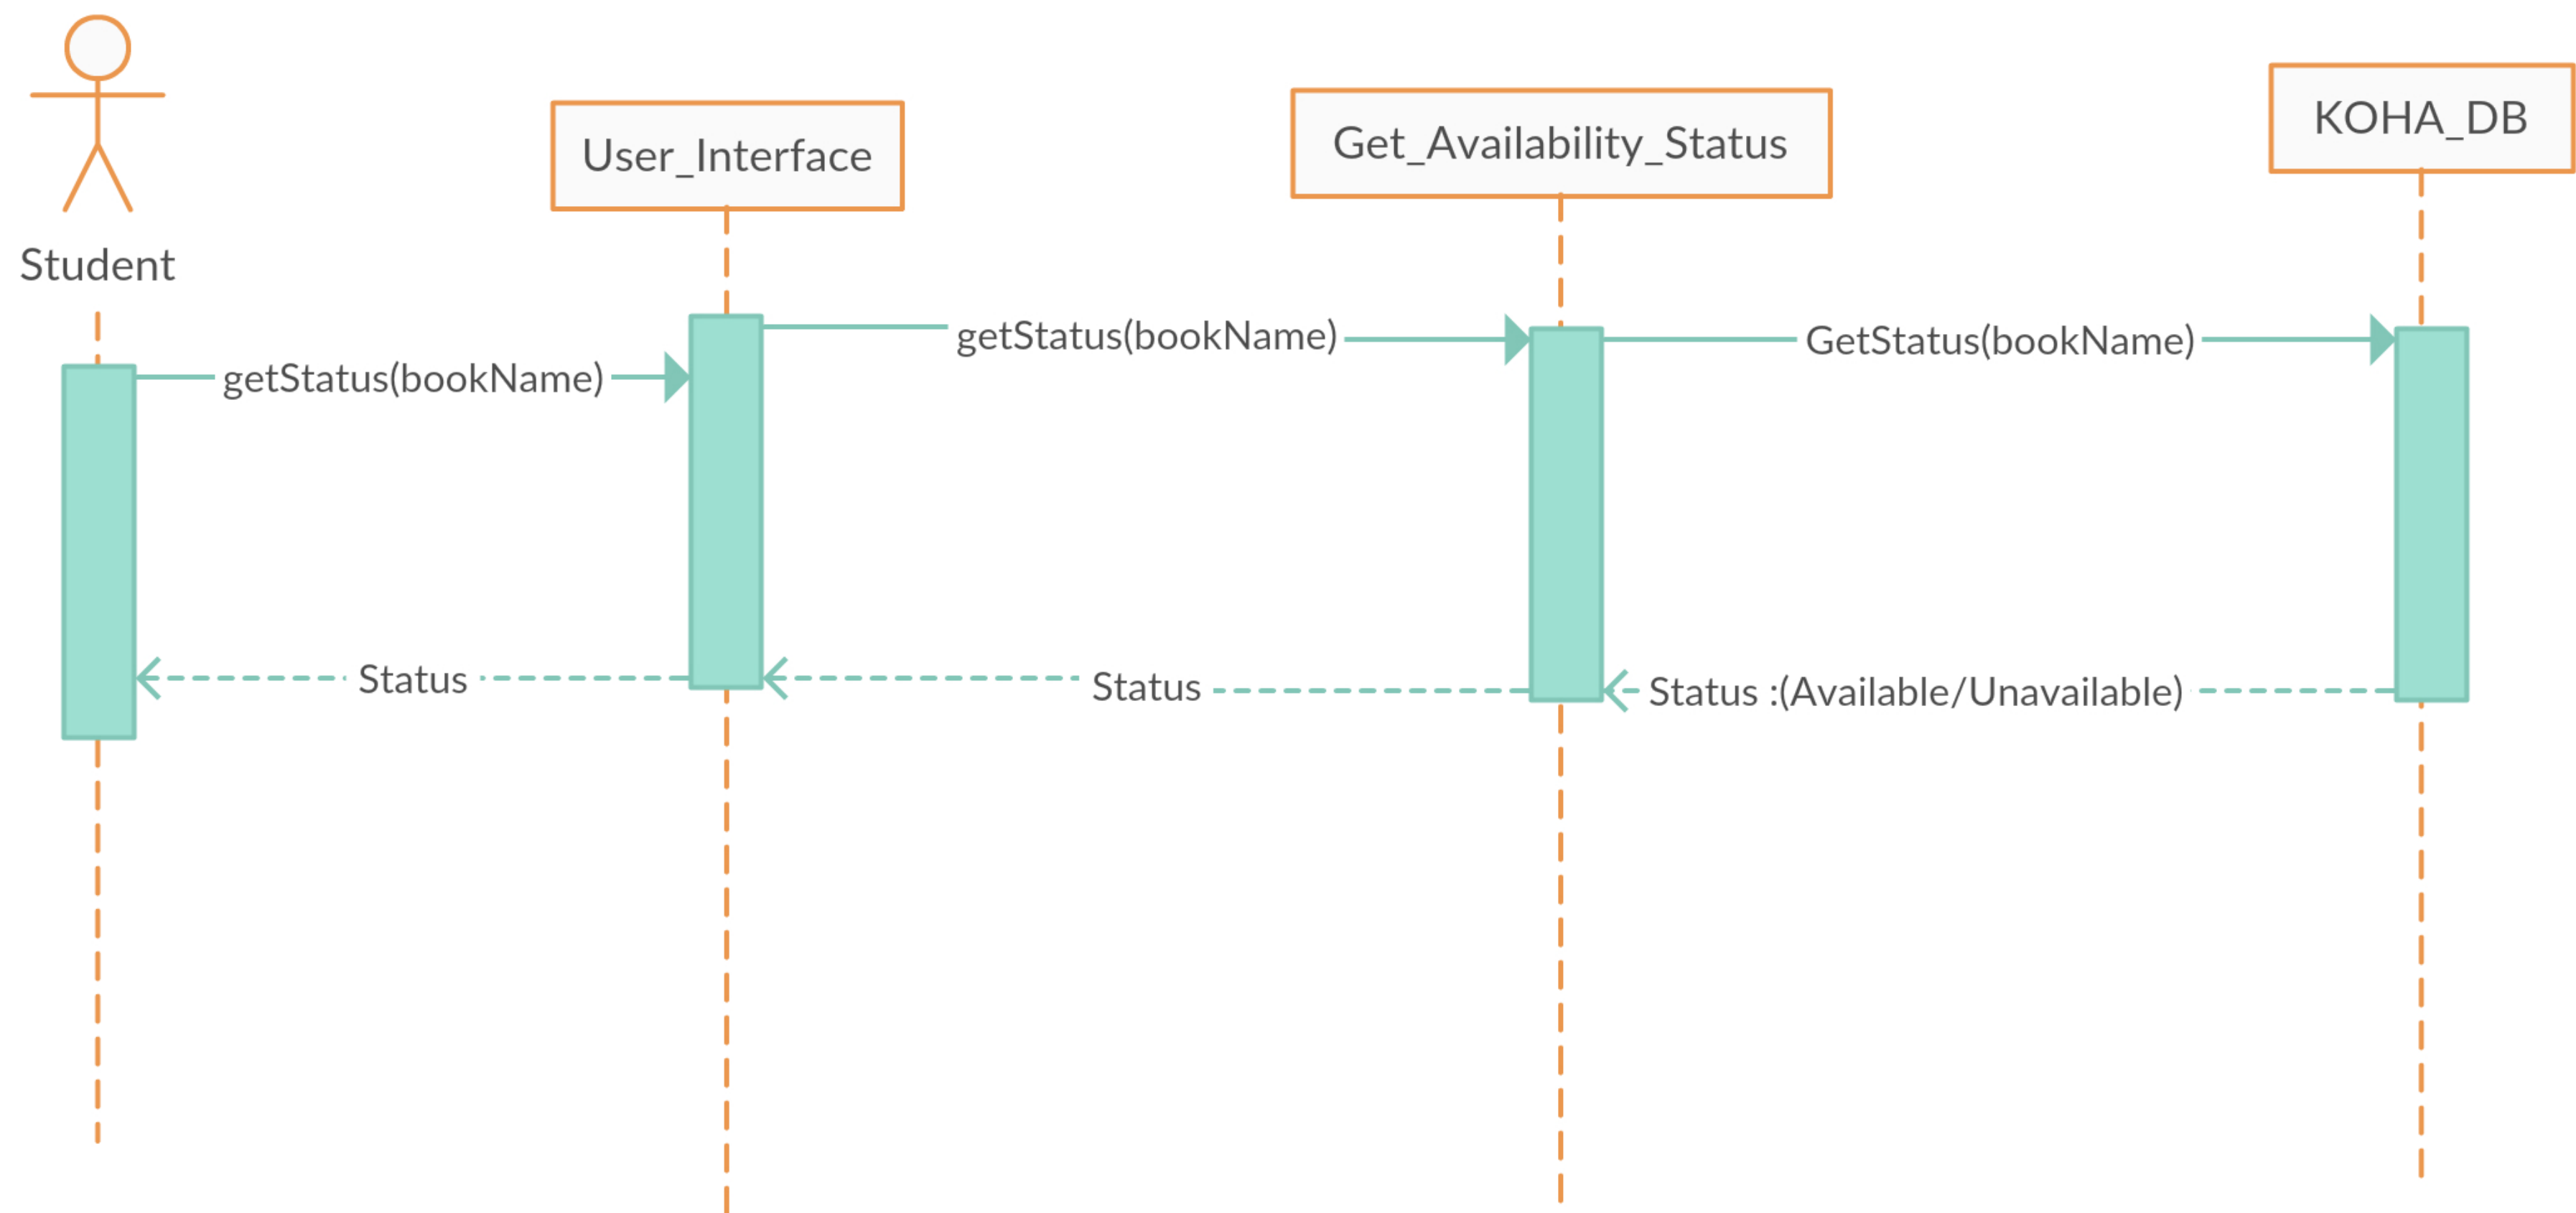 Student
User_Interface
Get_Availability_Status
KOHA_DB
getStatus(bookName)
getStatus(bookName)
GetStatus(bookName)
Status
Status
Status :(Available/Unavailable)